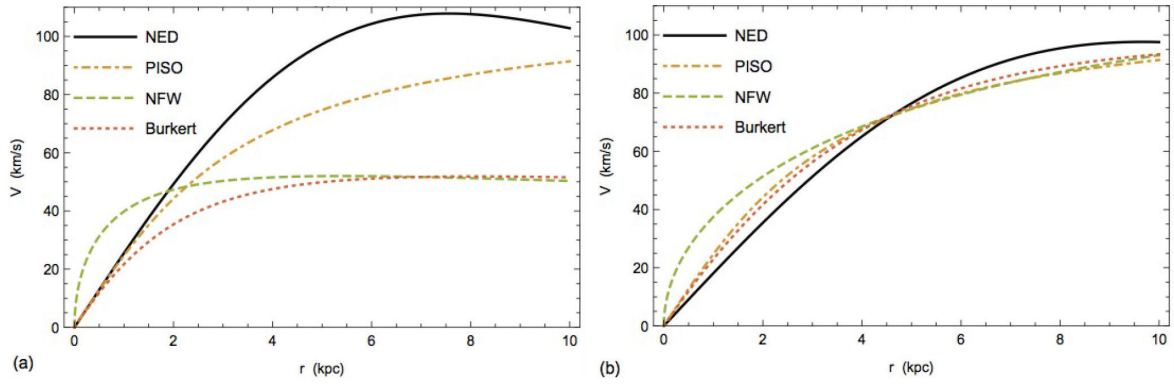 100
80
60
40
20
0
V (km/s)
NED
PISO
NFW
Burkert
0 2 4 6 8 10
r (kpc)
(a)
100
80
60
40
20
0
V (km/s)
NED
PISO
NFW
Burkert
0 2 4 6 8 10
r (kpc)
(b)